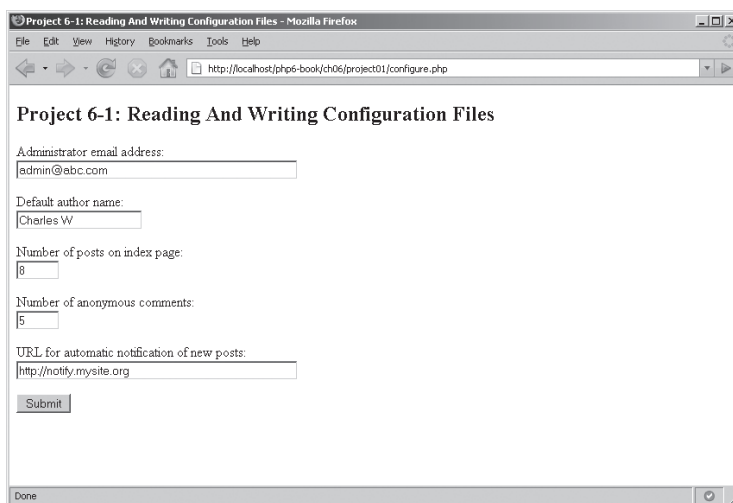 Project 6-1: Reading And Writing Configuration Files - Mozilla Firefox
File Edit View History Bookmarks Tools Help
http://localhost/php6-book/ch06/project01/configure.php
Project 6-1: Reading And Writing Configuration Files
Administrator email address:
admin@abc.com
Default author name:
Charles W
Number of posts on index page:
8
Number of anonymous comments:
5
URL for automatic notification of new posts:
http://notify.mysite.org
Submit
Done